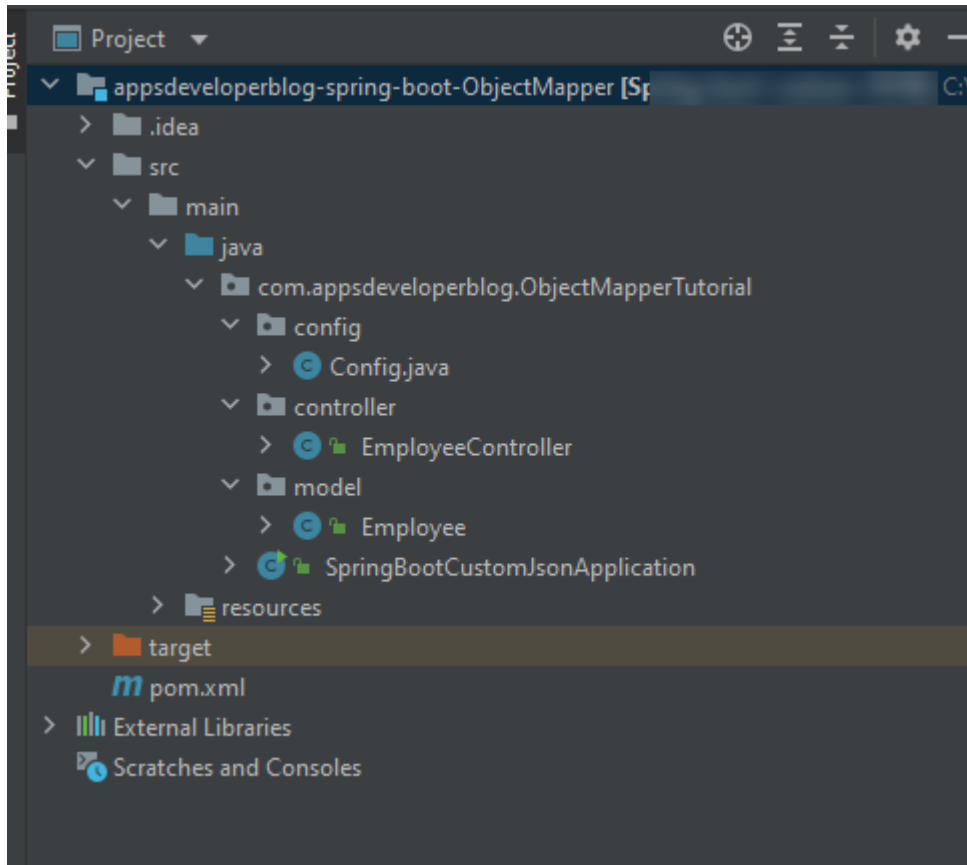 Project
Project
appsdeveloperblog-spring-boot-ObjectMapper [Sp
.idea
src
main
java
com.appsdeveloperblog.ObjectMapperTutorial
config
Config.java
controller
EmployeeController
model
Employee
SpringBootCustomJsonApplication
resources
target
pom.xml
External Libraries
Scratches and Consoles